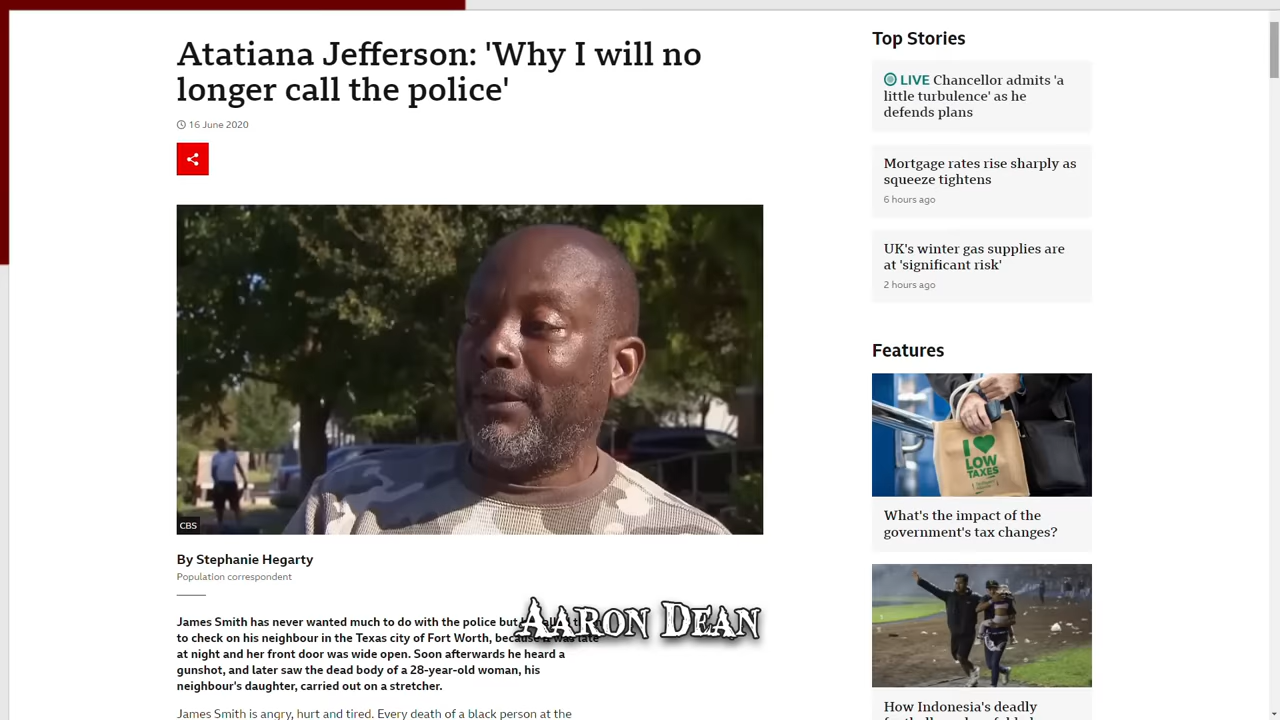 Atatiana Jefferson: 'Why I will no
longer call the police'
16 June 2020
CBS
By Stephanie Hegarty
Population correspondent
James Smith has never wanted much to do with the police but
to check on his neighbour in the Texas city of Fort Worth, because it was late
at night and her front door was wide open. Soon afterwards he heard a
gunshot, and later saw the dead body of a 28-year-old woman, his
neighbour's daughter, carried out on a stretcher.
James Smith is angry, hurt and tired. Every death of a black person at the
Aaron Dean
Top Stories
LIVE Chancellor admits 'a
little turbulence' as he
defends plans
Mortgage rates rise sharply as
squeeze tightens
6 hours ago
UK's winter gas supplies are
at 'significant risk'
2 hours ago
Features
I
LOW
TAXES
What's the impact of the
government's tax changes?
How Indonesia's deadly